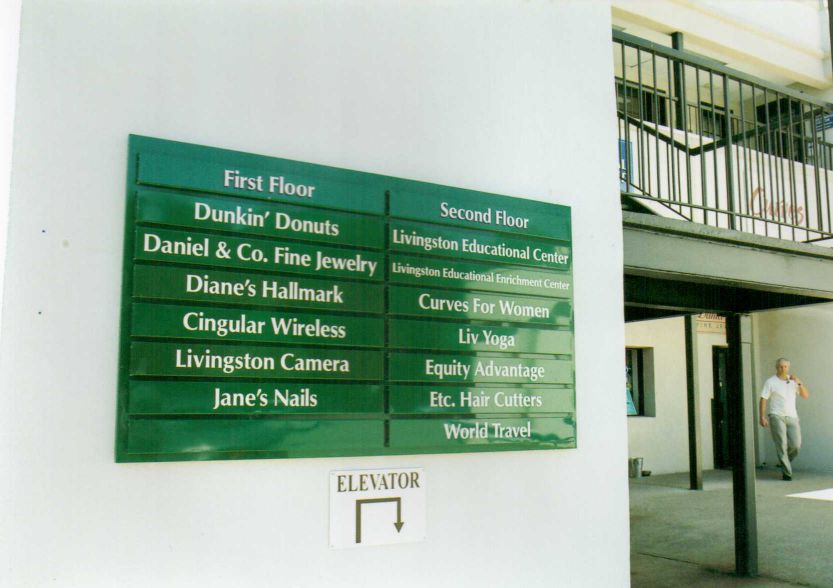 First Floor
Dunkin' Donuts
Daniel & Co. Fine Jewelry
Diane's Hallmark
Cingular Wireless
Livingston Camera
Jane's Nails
Second Floor
Livingston Educational Center
Livingston Educational Enrichment Center
Curves For Women
Liv Yoga
Equity Advantage
Etc. Hair Cutters
World Travel
ELEVATOR
Curves